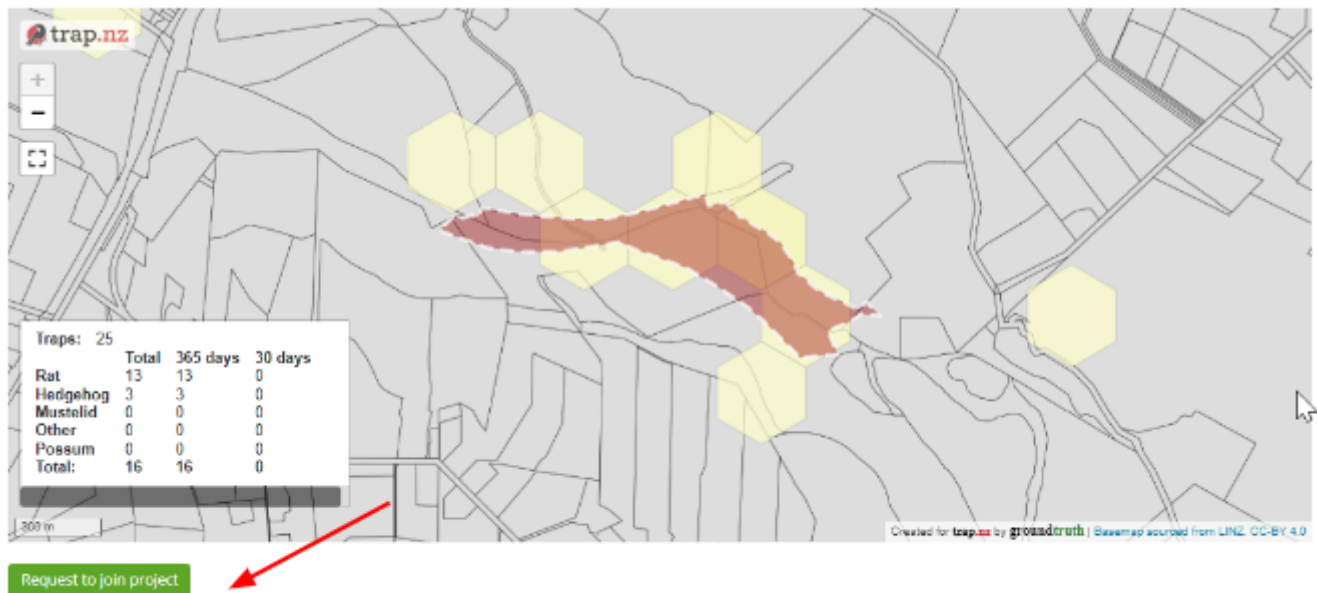 trap.nz
+
−
Traps: 25
Total 365 days 30 days
Rat 13 13 0
Hedgehog 3 3 0
Mustelid 0 0 0
Other 0 0 0
Possum 0 0 0
Total: 16 16 0
300 m
Created for trap.nz by groundtruth | Basemap sourced from LINZ. CC-BY 4.0
Request to join project